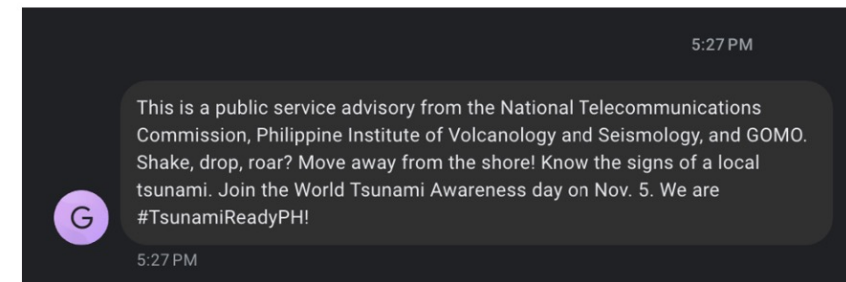 5:27 PM
This is a public service advisory from the National Telecommunications
Commission, Philippine Institute of Volcanology and Seismology, and GOMO.
Shake, drop, roar? Move away from the shore! Know the signs of a local
tsunami. Join the World Tsunami Awareness day on Nov. 5. We are
#TsunamiReadyPH!
G
5:27 PM